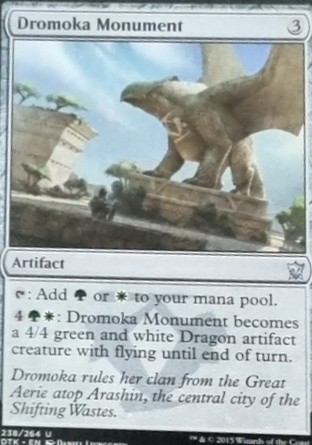 Dromoka Monument 3
Artifact
: Add or to your mana pool.
4 : Dromoka Monument becomes
a 4/4 green and white Dragon artifact
creature with flying until end of turn.
Dromoka rules her clan from the Great
Aerie atop Arashin, the central city of the
Shifting Wastes.
238/264 U
DTK • EN Daniel Ljunggren
™ & © 2015 Wizards of the Coast